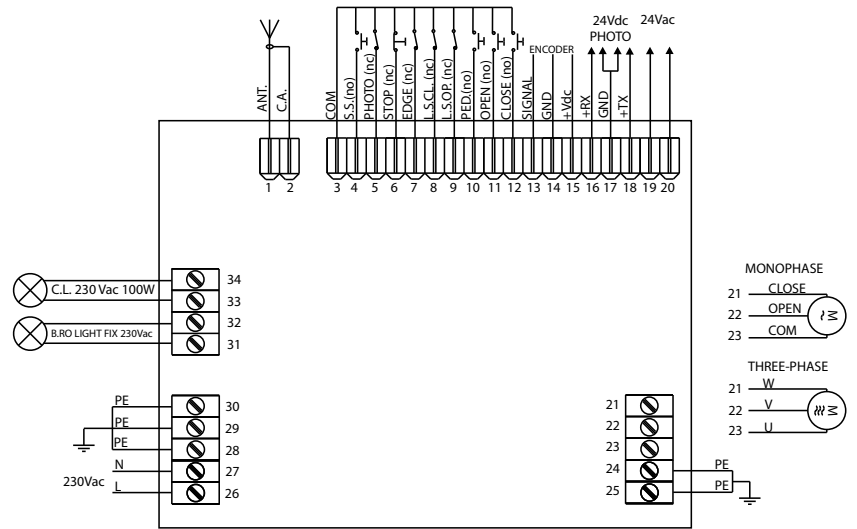 24Vdc
PHOTO
24Vac
ENCODER
ANT.
C.A.
COM
S.S.(no)
PHOTO (nc)
STOP (nc)
EDGE (nc)
L.S.CL. (nc)
L.S.OP. (nc)
PED.(no)
OPEN (no)
CLOSE (no)
SIGNAL
GND
+Vdc
+RX
GND
+TX
1 2 3 4 5 6 7 8 9 10 11 12 13 14 15 16 17 18 19 20
C.L. 230 Vac 100W
34
33
B.RO LIGHT FIX 230Vac
32
31
MONOPHASE
21 CLOSE
22 OPEN
23 COM
M
~
THREE-PHASE
21 W
22 V
23 U
M
PE 30
PE 29
PE 28
230Vac
N 27
L 26
21
22
23
24 PE
25 PE